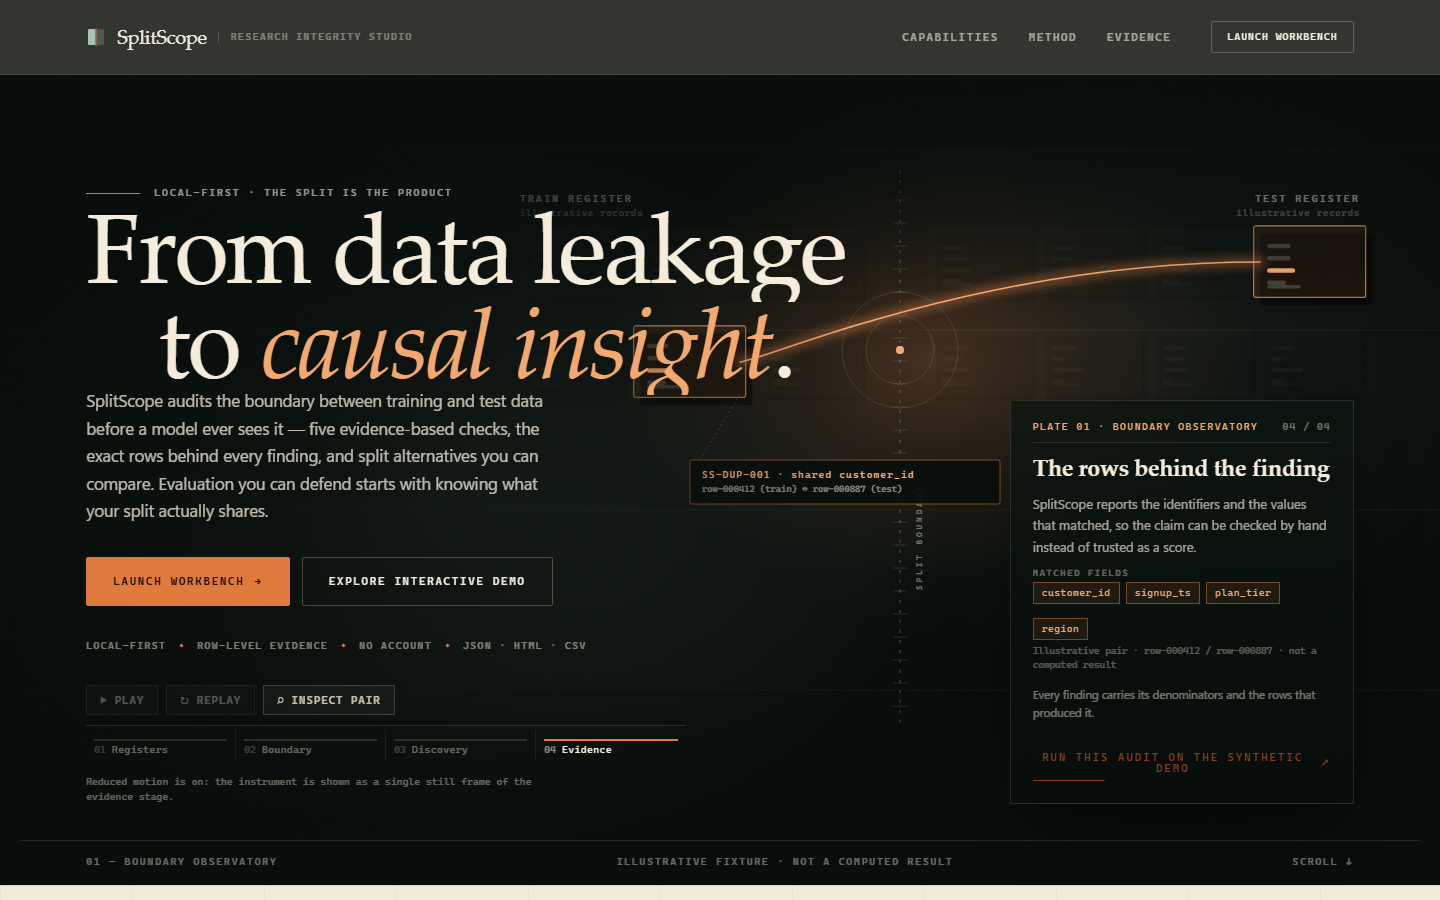 SplitScope
RESEARCH INTEGRITY STUDIO
CAPABILITIES
METHOD
EVIDENCE
LAUNCH WORKBENCH
LOCAL-FIRST · THE SPLIT IS THE PRODUCT
TRAIN REGISTER
illustrative records
TEST REGISTER
illustrative records
From data leakage
to causal insight.
SplitScope audits the boundary between training and test data
before a model ever sees it — five evidence-based checks, the
exact rows behind every finding, and split alternatives you can
compare. Evaluation you can defend starts with knowing what
your split actually shares.
LAUNCH WORKBENCH →
EXPLORE INTERACTIVE DEMO
LOCAL-FIRST ✦ ROW-LEVEL EVIDENCE ✦ NO ACCOUNT ✦ JSON · HTML · CSV
▶ PLAY
↻ REPLAY
⌕ INSPECT PAIR
01 Registers
02 Boundary
03 Discovery
04 Evidence
Reduced motion is on: the instrument is shown as a single still frame of the
evidence stage.
SS-DUP-001 · shared customer_id
row-000412 (train) ⇔ row-000887 (test)
PLATE 01 · BOUNDARY OBSERVATORY
04 / 04
The rows behind the finding
SplitScope reports the identifiers and the values
that matched, so the claim can be checked by hand
instead of trusted as a score.
MATCHED FIELDS
customer_id
signup_ts
plan_tier
region
Illustrative pair · row-000412 / row-000887 · not a
computed result
Every finding carries its denominators and the rows that
produced it.
RUN THIS AUDIT ON THE SYNTHETIC
DEMO ↗
01 — BOUNDARY OBSERVATORY
ILLUSTRATIVE FIXTURE · NOT A COMPUTED RESULT
SCROLL ↓